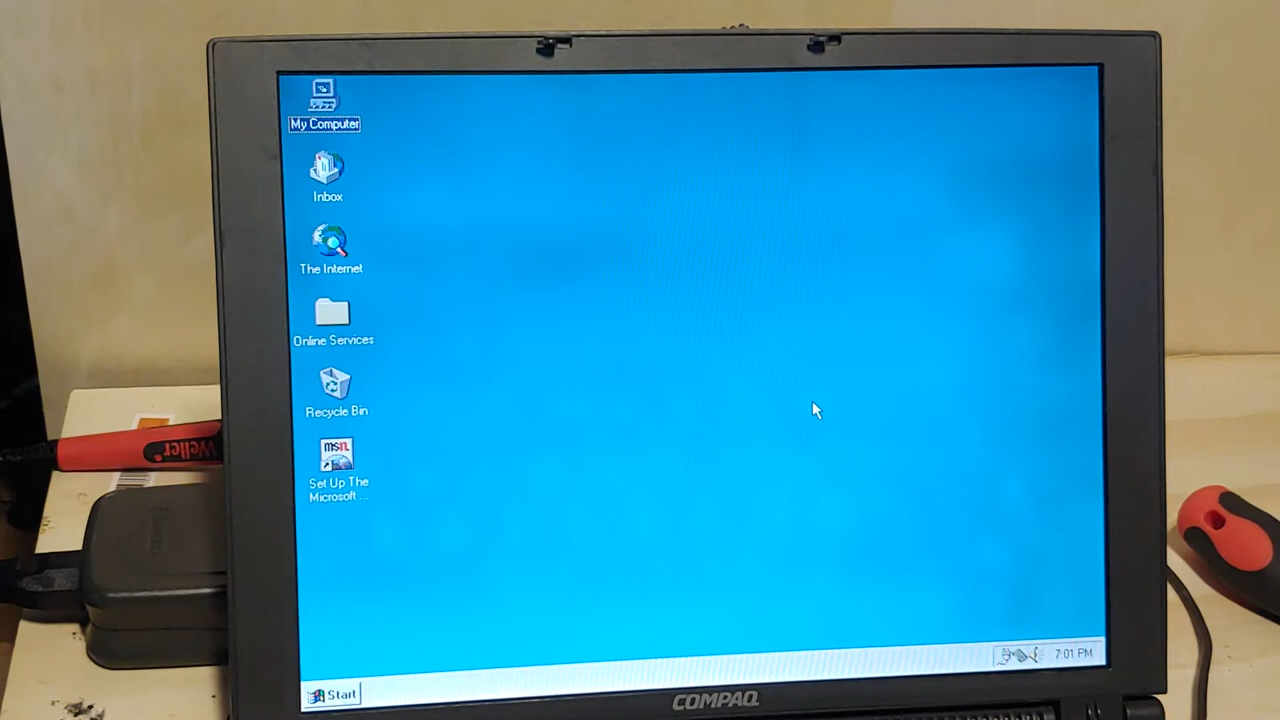 My Computer
Inbox
The Internet
Online Services
Recycle Bin
msn
Set Up The
Microsoft ...
Start
7:01 PM
COMPAQ
Weller